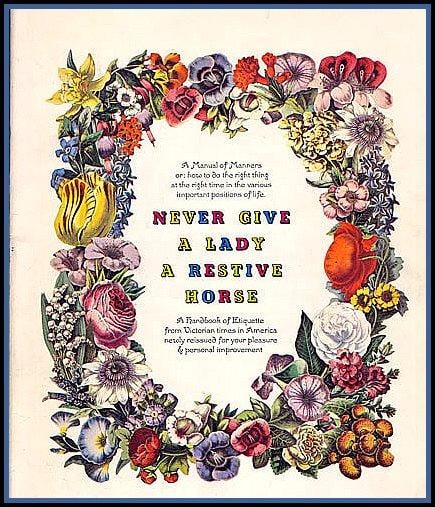 A Manual of Manners
or: how to do the right thing
at the right time in the various
important positions of life.
NEVER GIVE
A LADY
A RESTIVE
HORSE
A Handbook of Etiquette
from Victorian times in America
newly reissued for your pleasure
& personal improvement